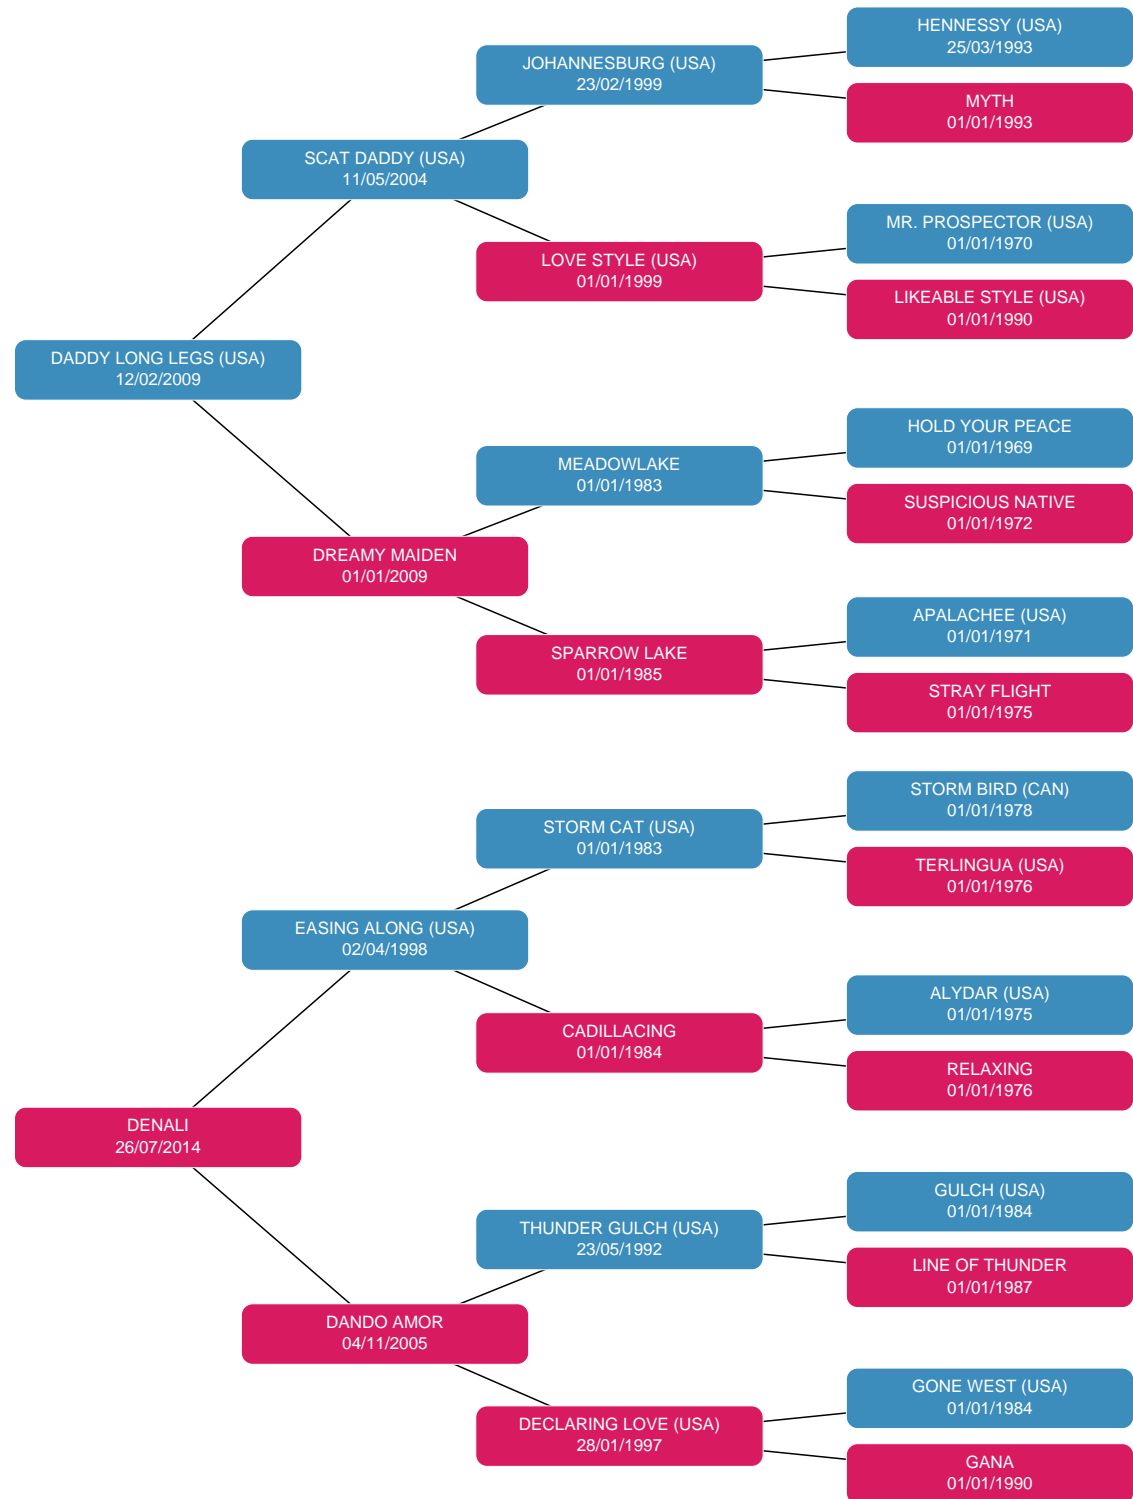 HENNESSY (USA)
25/03/1993
JOHANNESBURG (USA)
23/02/1999
MYTH
01/01/1993
SCAT DADDY (USA)
11/05/2004
MR. PROSPECTOR (USA)
01/01/1970
LOVE STYLE (USA)
01/01/1999
LIKEABLE STYLE (USA)
01/01/1990
DADDY LONG LEGS (USA)
12/02/2009
HOLD YOUR PEACE
01/01/1969
MEADOWLAKE
01/01/1983
SUSPICIOUS NATIVE
01/01/1972
DREAMY MAIDEN
01/01/2009
APALACHEE (USA)
01/01/1971
SPARROW LAKE
01/01/1985
STRAY FLIGHT
01/01/1975
STORM BIRD (CAN)
01/01/1978
STORM CAT (USA)
01/01/1983
TERLINGUA (USA)
01/01/1976
EASING ALONG (USA)
02/04/1998
ALYDAR (USA)
01/01/1975
CADILLACING
01/01/1984
RELAXING
01/01/1976
DENALI
26/07/2014
GULCH (USA)
01/01/1984
THUNDER GULCH (USA)
23/05/1992
LINE OF THUNDER
01/01/1987
DANDO AMOR
04/11/2005
GONE WEST (USA)
01/01/1984
DECLARING LOVE (USA)
28/01/1997
GANA
01/01/1990